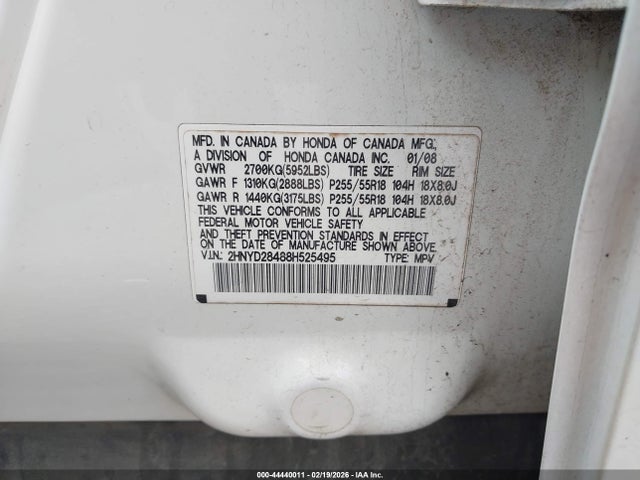 MFD. IN CANADA BY HONDA OF CANADA MFG.,
A DIVISION OF HONDA CANADA INC. 01/08
GVWR 2700KG(5952LBS) TIRE SIZE RIM SIZE
GAWR F 1310KG(2888LBS) P255/55R18 104H 18X8.0J
GAWR R 1440KG(3175LBS) P255/55R18 104H 18X8.0J
THIS VEHICLE CONFORMS TO ALL APPLICABLE
FEDERAL MOTOR VEHICLE SAFETY
AND THEFT PREVENTION STANDARDS IN EFFECT
ON THE DATE OF MANUFACTURE SHOWN ABOVE.
V.I.N.: 2HNYD28488H525495 TYPE: MPV
000-44440011 - 02/19/2026 - IAA Inc.